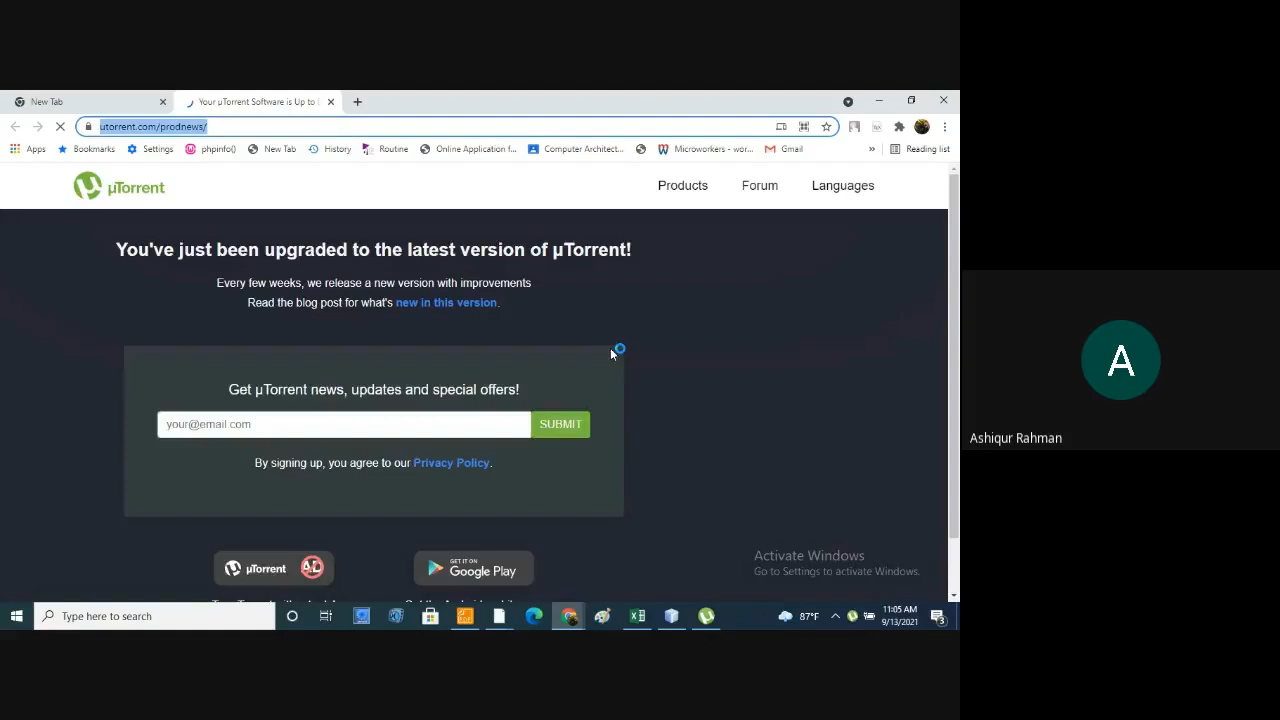 New Tab
Your µTorrent Software is Up to
utorrent.com/prodnews/
Apps
Bookmarks
Settings
phpinfo()
New Tab
History
Routine
Online Application f...
Computer Architect...
Microworkers - wor...
Gmail
»
Reading list
µTorrent
Products
Forum
Languages
You've just been upgraded to the latest version of µTorrent!
Every few weeks, we release a new version with improvements
Read the blog post for what's new in this version.
Get µTorrent news, updates and special offers!
your@email.com
SUBMIT
By signing up, you agree to our Privacy Policy.
µTorrent
GET IT ON
Google Play
Activate Windows
Go to Settings to activate Windows.
Type here to search
87°F
11:05 AM
9/13/2021
3
A
Ashiqur Rahman